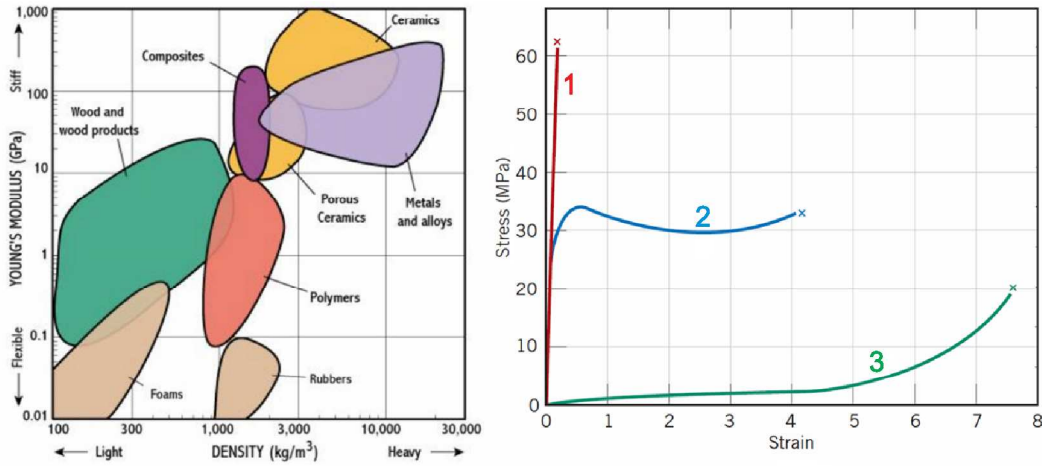 1,000
100
10
1
0.1
0.01
Stiff
YOUNG'S MODULUS (GPa)
Flexible
Ceramics
Composites
Wood and
wood products
Porous
Ceramics
Metals
and alloys
Polymers
Foams
Rubbers
100 300 1,000 3,000 10,000 30,000
Light DENSITY (kg/m³) Heavy
60
50
40
30
20
10
0
Stress (MPa)
1
2
3
0 1 2 3 4 5 6 7 8
Strain